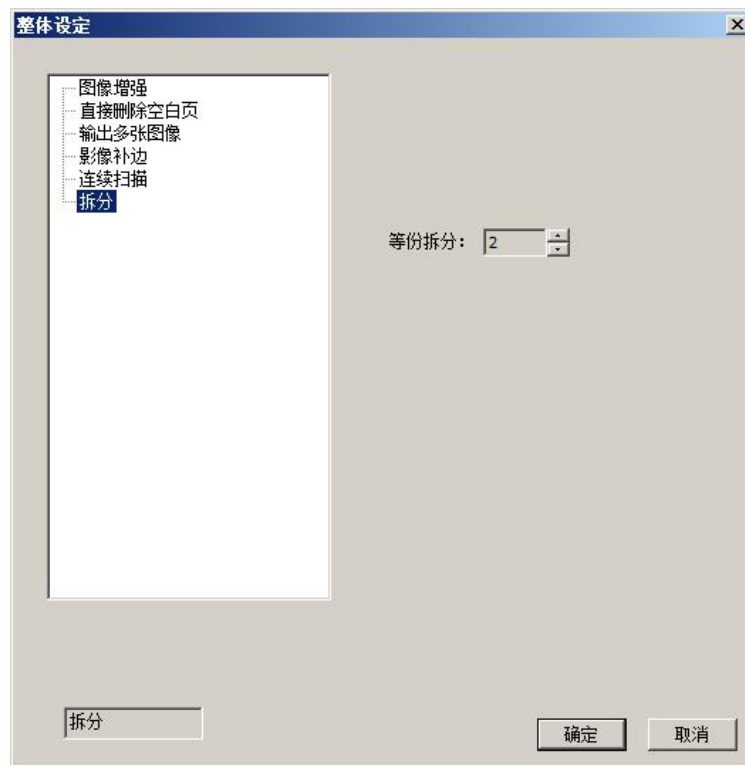 整体设定
图像增强
直接删除空白页
输出多张图像
影像补边
连续扫描
拆分
等份拆分： 2
拆分
确定 取消